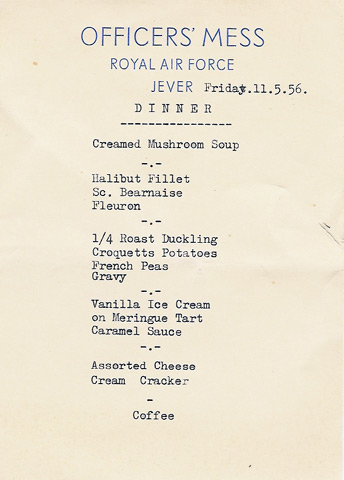 OFFICERS' MESS
ROYAL AIR FORCE
JEVER Friday.11.5.56.
DINNER
----------------
Creamed Mushroom Soup
-.-
Halibut Fillet
Sc. Bearnaise
Fleuron
-.-
1/4 Roast Duckling
Croquetts Potatoes
French Peas
Gravy
-.-
Vanilla Ice Cream
on Meringue Tart
Caramel Sauce
-.-
Assorted Cheese
Cream Cracker
-
Coffee